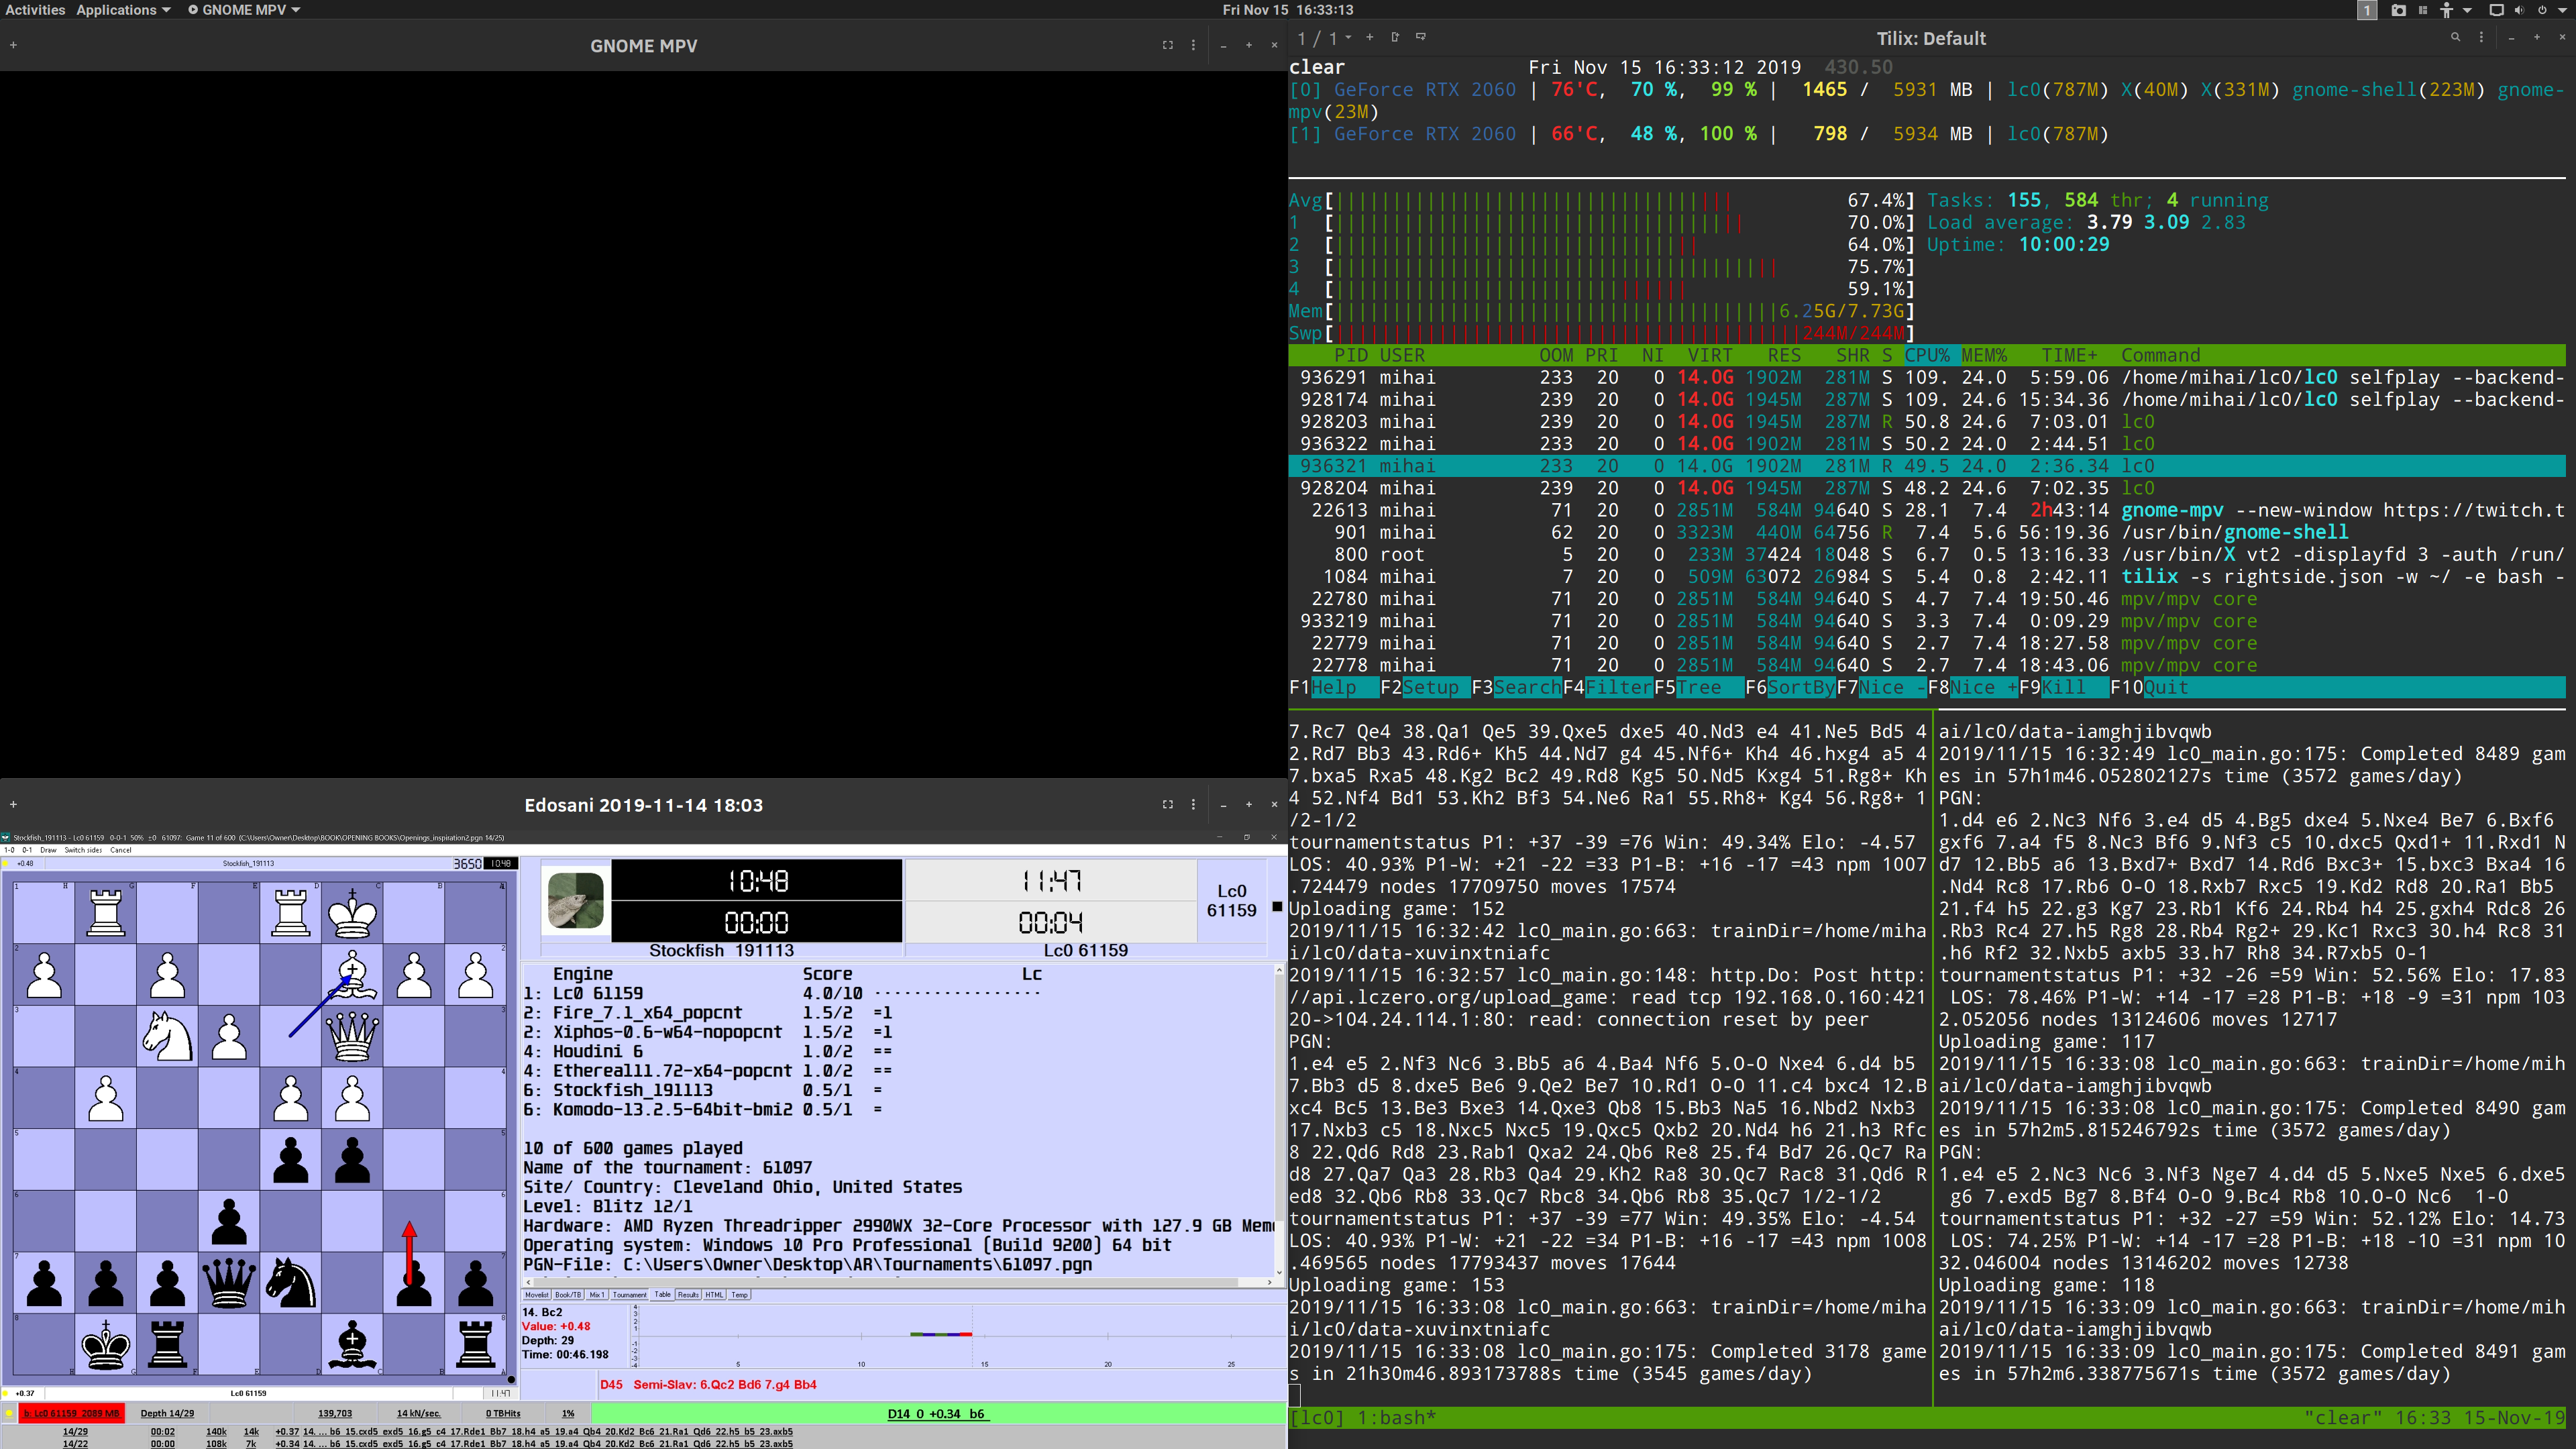 Activities Applications GNOME MPV Fri Nov 15 16:33:13 1
GNOME MPV
1 / 1 Tilix: Default
clear Fri Nov 15 16:33:12 2019 430.50
[0] GeForce RTX 2060 | 76'C, 70 %, 99 % | 1465 / 5931 MB | lc0(787M) X(40M) X(331M) gnome-shell(223M) gnome-
mpv(23M)
[1] GeForce RTX 2060 | 66'C, 48 %, 100 % | 798 / 5934 MB | lc0(787M)
Avg[ 67.4%] Tasks: 155, 584 thr; 4 running
1 [ 70.0%] Load average: 3.79 3.09 2.83
2 [ 64.0%] Uptime: 10:00:29
3 [ 75.7%]
4 [ 59.1%]
Mem[ 6.25G/7.73G]
Swp[ 244M/244M]
PID USER OOM PRI NI VIRT RES SHR S CPU% MEM% TIME+ Command
936291 mihai 233 20 0 14.0G 1902M 281M S 109. 24.0 5:59.06 /home/mihai/lc0/lc0 selfplay --backend-
928174 mihai 239 20 0 14.0G 1945M 287M S 109. 24.6 15:34.36 /home/mihai/lc0/lc0 selfplay --backend-
928203 mihai 239 20 0 14.0G 1945M 287M R 50.8 24.6 7:03.01 lc0
936322 mihai 233 20 0 14.0G 1902M 281M S 50.2 24.0 2:44.51 lc0
936321 mihai 233 20 0 14.0G 1902M 281M R 49.5 24.0 2:36.34 lc0
928204 mihai 239 20 0 14.0G 1945M 287M S 48.2 24.6 7:02.35 lc0
22613 mihai 71 20 0 2851M 584M 94640 S 28.1 7.4 2h43:14 gnome-mpv --new-window https://twitch.t
901 mihai 62 20 0 3323M 440M 64756 R 7.4 5.6 56:19.36 /usr/bin/gnome-shell
800 root 5 20 0 233M 37424 18048 S 6.7 0.5 13:16.33 /usr/bin/X vt2 -displayfd 3 -auth /run/
1084 mihai 7 20 0 509M 63072 26984 S 5.4 0.8 2:42.11 tilix -s rightside.json -w ~/ -e bash -
22780 mihai 71 20 0 2851M 584M 94640 S 4.7 7.4 19:50.46 mpv/mpv core
933219 mihai 71 20 0 2851M 584M 94640 S 3.3 7.4 0:09.29 mpv/mpv core
22779 mihai 71 20 0 2851M 584M 94640 S 2.7 7.4 18:27.58 mpv/mpv core
22778 mihai 71 20 0 2851M 584M 94640 S 2.7 7.4 18:43.06 mpv/mpv core
F1Help F2Setup F3SearchF4FilterF5Tree F6SortByF7Nice -F8Nice +F9Kill F10Quit
7.Rc7 Qe4 38.Qa1 Qe5 39.Qxe5 dxe5 40.Nd3 e4 41.Ne5 Bd5 4
2.Rd7 Bb3 43.Rd6+ Kh5 44.Nd7 g4 45.Nf6+ Kh4 46.hxg4 a5 4
7.bxa5 Rxa5 48.Kg2 Bc2 49.Rd8 Kg5 50.Nd5 Kxg4 51.Rg8+ Kh
4 52.Nf4 Bd1 53.Kh2 Bf3 54.Ne6 Ra1 55.Rh8+ Kg4 56.Rg8+ 1
/2-1/2
tournamentstatus P1: +37 -39 =76 Win: 49.34% Elo: -4.57
LOS: 40.93% P1-W: +21 -22 =33 P1-B: +16 -17 =43 npm 1007
.724479 nodes 17709750 moves 17574
Uploading game: 152
2019/11/15 16:32:42 lc0_main.go:663: trainDir=/home/miha
i/lc0/data-xuvinxtniafc
2019/11/15 16:32:57 lc0_main.go:148: http.Do: Post http:
//api.lczero.org/upload_game: read tcp 192.168.0.160:421
20->104.24.114.1:80: read: connection reset by peer
PGN:
1.e4 e5 2.Nf3 Nc6 3.Bb5 a6 4.Ba4 Nf6 5.O-O Nxe4 6.d4 b5
7.Bb3 d5 8.dxe5 Be6 9.Qe2 Be7 10.Rd1 O-O 11.c4 bxc4 12.B
xc4 Bc5 13.Be3 Bxe3 14.Qxe3 Qb8 15.Bb3 Na5 16.Nbd2 Nxb3
17.Nxb3 c5 18.Nxc5 Nxc5 19.Qxc5 Qxb2 20.Nd4 h6 21.h3 Rfc
8 22.Qd6 Rd8 23.Rab1 Qxa2 24.Qb6 Re8 25.f4 Bd7 26.Qc7 Ra
d8 27.Qa7 Qa3 28.Rb3 Qa4 29.Kh2 Ra8 30.Qc7 Rac8 31.Qd6 R
ed8 32.Qb6 Rb8 33.Qc7 Rbc8 34.Qb6 Rb8 35.Qc7 1/2-1/2
tournamentstatus P1: +37 -39 =77 Win: 49.35% Elo: -4.54
LOS: 40.93% P1-W: +21 -22 =34 P1-B: +16 -17 =43 npm 1008
.469565 nodes 17793437 moves 17644
Uploading game: 153
2019/11/15 16:33:08 lc0_main.go:663: trainDir=/home/miha
i/lc0/data-xuvinxtniafc
2019/11/15 16:33:08 lc0_main.go:175: Completed 3178 game
s in 21h30m46.893173788s time (3545 games/day)
ai/lc0/data-iamghjibvqwb
2019/11/15 16:32:49 lc0_main.go:175: Completed 8489 gam
es in 57h1m46.052802127s time (3572 games/day)
PGN:
1.d4 e6 2.Nc3 Nf6 3.e4 d5 4.Bg5 dxe4 5.Nxe4 Be7 6.Bxf6
gxf6 7.a4 f5 8.Nc3 Bf6 9.Nf3 c5 10.dxc5 Qxd1+ 11.Rxd1 N
d7 12.Bb5 a6 13.Bxd7+ Bxd7 14.Rd6 Bxc3+ 15.bxc3 Bxa4 16
.Nd4 Rc8 17.Rb6 O-O 18.Rxb7 Rxc5 19.Kd2 Rd8 20.Ra1 Bb5
21.f4 h5 22.g3 Kg7 23.Rb1 Kf6 24.Rb4 h4 25.gxh4 Rdc8 26
.Rb3 Rc4 27.h5 Rg8 28.Rb4 Rg2+ 29.Kc1 Rxc3 30.h4 Rc8 31
.h6 Rf2 32.Nxb5 axb5 33.h7 Rh8 34.R7xb5 0-1
tournamentstatus P1: +32 -26 =59 Win: 52.56% Elo: 17.83
LOS: 78.46% P1-W: +14 -17 =28 P1-B: +18 -9 =31 npm 103
2.052056 nodes 13124606 moves 12717
Uploading game: 117
2019/11/15 16:33:08 lc0_main.go:663: trainDir=/home/mih
ai/lc0/data-iamghjibvqwb
2019/11/15 16:33:08 lc0_main.go:175: Completed 8490 gam
es in 57h2m5.815246792s time (3572 games/day)
PGN:
1.e4 e5 2.Nc3 Nc6 3.Nf3 Nge7 4.d4 d5 5.Nxe5 Nxe5 6.dxe5
g6 7.exd5 Bg7 8.Bf4 O-O 9.Bc4 Rb8 10.O-O Nc6 1-0
tournamentstatus P1: +32 -27 =59 Win: 52.12% Elo: 14.73
LOS: 74.25% P1-W: +14 -17 =28 P1-B: +18 -10 =31 npm 10
32.046004 nodes 13146202 moves 12738
Uploading game: 118
2019/11/15 16:33:09 lc0_main.go:663: trainDir=/home/mih
ai/lc0/data-iamghjibvqwb
2019/11/15 16:33:09 lc0_main.go:175: Completed 8491 gam
es in 57h2m6.338775671s time (3572 games/day)
[lc0] 1:bash* "clear" 16:33 15-Nov-19
Edosani 2019-11-14 18:03
Stockfish_191113 - Lc0 61159 0-0-1 50% ±0 61097: Game 11 of 600 (C:\Users\Owner\Desktop\BOOK\OPENING BOOKS\Openings_inspiration2.pgn 14/25)
1-0 0-1 Draw Switch sides Cancel
+0.48 Stockfish_191113 3650 10:48
10:48 11:47
00:00 00:04
Stockfish 191113 Lc0 61159
Lc0
61159
Engine Score Lc
1: Lc0 61159 4.0/10 ------------------
2: Fire_7.1_x64_popcnt 1.5/2 =1
2: Xiphos-0.6-w64-nopopcnt 1.5/2 =1
4: Houdini 6 1.0/2 ==
4: Ethereal11.72-x64-popcnt 1.0/2 ==
6: Stockfish_191113 0.5/1 =
6: Komodo-13.2.5-64bit-bmi2 0.5/1 =
10 of 600 games played
Name of the tournament: 61097
Site/ Country: Cleveland Ohio, United States
Level: Blitz 12/1
Hardware: AMD Ryzen Threadripper 2990WX 32-Core Processor with 127.9 GB Mem
Operating system: Windows 10 Pro Professional (Build 9200) 64 bit
PGN-File: C:\Users\Owner\Desktop\AR\Tournaments\61097.pgn
Movelist Book/TB Mix 1 Tournament Table Results HTML Temp
14. Bc2
Value: +0.48
Depth: 29
Time: 00:46.198
5 10 15 20 25
D45 Semi-Slav: 6.Qc2 Bd6 7.g4 Bb4
+0.37 Lc0 61159 11:47
b: Lc0 61159 2089 MB Depth 14/29 139,703 14 kN/sec. 0 TBHits 1% D14 0 +0.34 b6
14/29 00:02 140k 14k +0.37 14. ... b6 15.cxd5 exd5 16.g5 c4 17.Rde1 Bb7 18.h4 a5 19.a4 Qb4 20.Kd2 Bc6 21.Ra1 Qd6 22.h5 b5 23.axb5
14/22 00:00 108k 7k +0.34 14. ... b6 15.cxd5 exd5 16.g5 c4 17.Rde1 Bb7 18.h4 a5 19.a4 Qb4 20.Kd2 Bc6 21.Ra1 Qd6 22.h5 b5 23.axb5